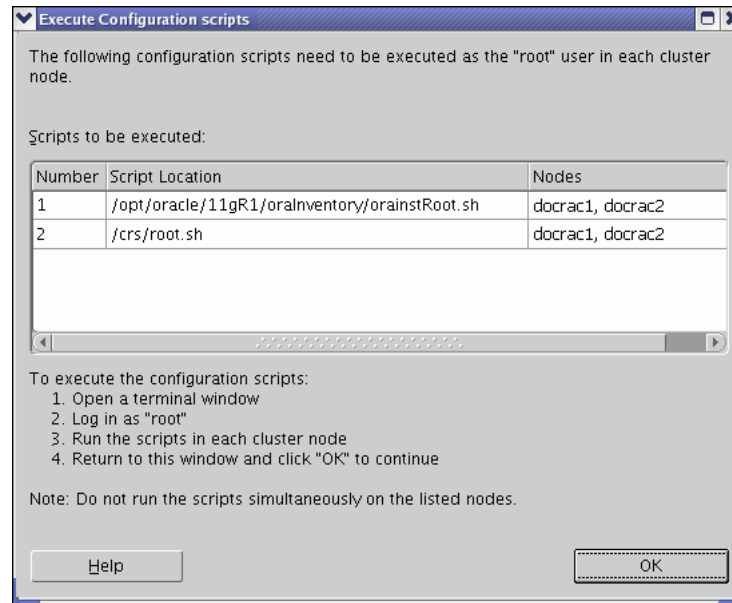 Execute Configuration scripts
The following configuration scripts need to be executed as the "root" user in each cluster
node.
Scripts to be executed:
Number Script Location Nodes
1 /opt/oracle/11gR1/oraInventory/orainstRoot.sh docrac1, docrac2
2 /crs/root.sh docrac1, docrac2
To execute the configuration scripts:
1. Open a terminal window
2. Log in as "root"
3. Run the scripts in each cluster node
4. Return to this window and click "OK" to continue
Note: Do not run the scripts simultaneously on the listed nodes.
Help OK